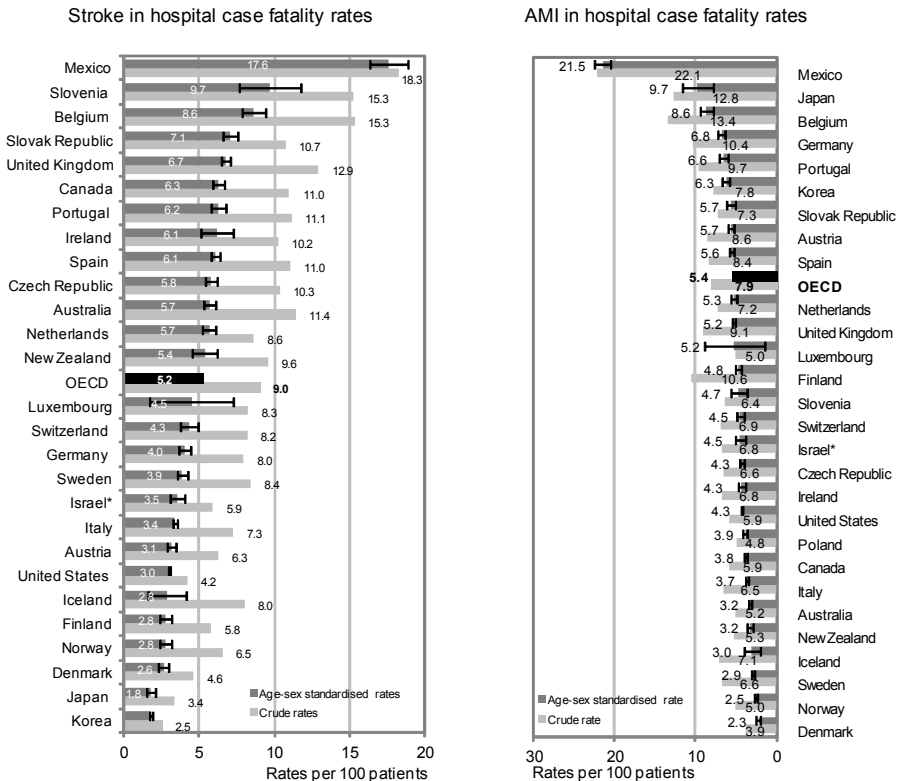 Stroke in hospital case fatality rates
Mexico 17.6 18.3
Slovenia 9.7 15.3
Belgium 8.6 15.3
Slovak Republic 7.1 10.7
United Kingdom 6.7 12.9
Canada 6.3 11.0
Portugal 6.2 11.1
Ireland 6.1 10.2
Spain 6.1 11.0
Czech Republic 5.8 10.3
Australia 5.7 11.4
Netherlands 5.7 8.6
New Zealand 5.4 9.6
OECD 5.2 9.0
Luxembourg 4.5 8.3
Switzerland 4.3 8.2
Germany 4.0 8.0
Sweden 3.9 8.4
Israel* 3.5 5.9
Italy 3.4 7.3
Austria 3.1 6.3
United States 3.0 4.2
Iceland 2.8 8.0
Finland 2.8 5.8
Norway 2.8 6.5
Denmark 2.6 4.6
Japan 1.8 3.4
Korea 2.5
Age-sex standardised rates
Crude rates
0 5 10 15 20
Rates per 100 patients
AMI in hospital case fatality rates
21.5 22.1 Mexico
9.7 12.8 Japan
8.6 13.4 Belgium
6.8 10.4 Germany
6.6 9.7 Portugal
6.3 7.8 Korea
5.7 7.3 Slovak Republic
5.7 8.6 Austria
5.6 8.4 Spain
5.4 7.9 OECD
5.3 7.2 Netherlands
5.2 9.1 United Kingdom
5.2 5.0 Luxembourg
4.8 10.6 Finland
4.7 6.4 Slovenia
4.5 6.9 Switzerland
4.5 6.8 Israel*
4.3 6.6 Czech Republic
4.3 6.8 Ireland
4.3 5.9 United States
3.9 4.8 Poland
3.8 5.9 Canada
3.7 6.5 Italy
3.2 5.2 Australia
3.2 5.3 New Zealand
3.0 7.1 Iceland
2.9 6.6 Sweden
2.5 5.0 Norway
2.3 3.9 Denmark
Age-sex standardised rate
Crude rate
30 20 10 0
Rates per 100 patients